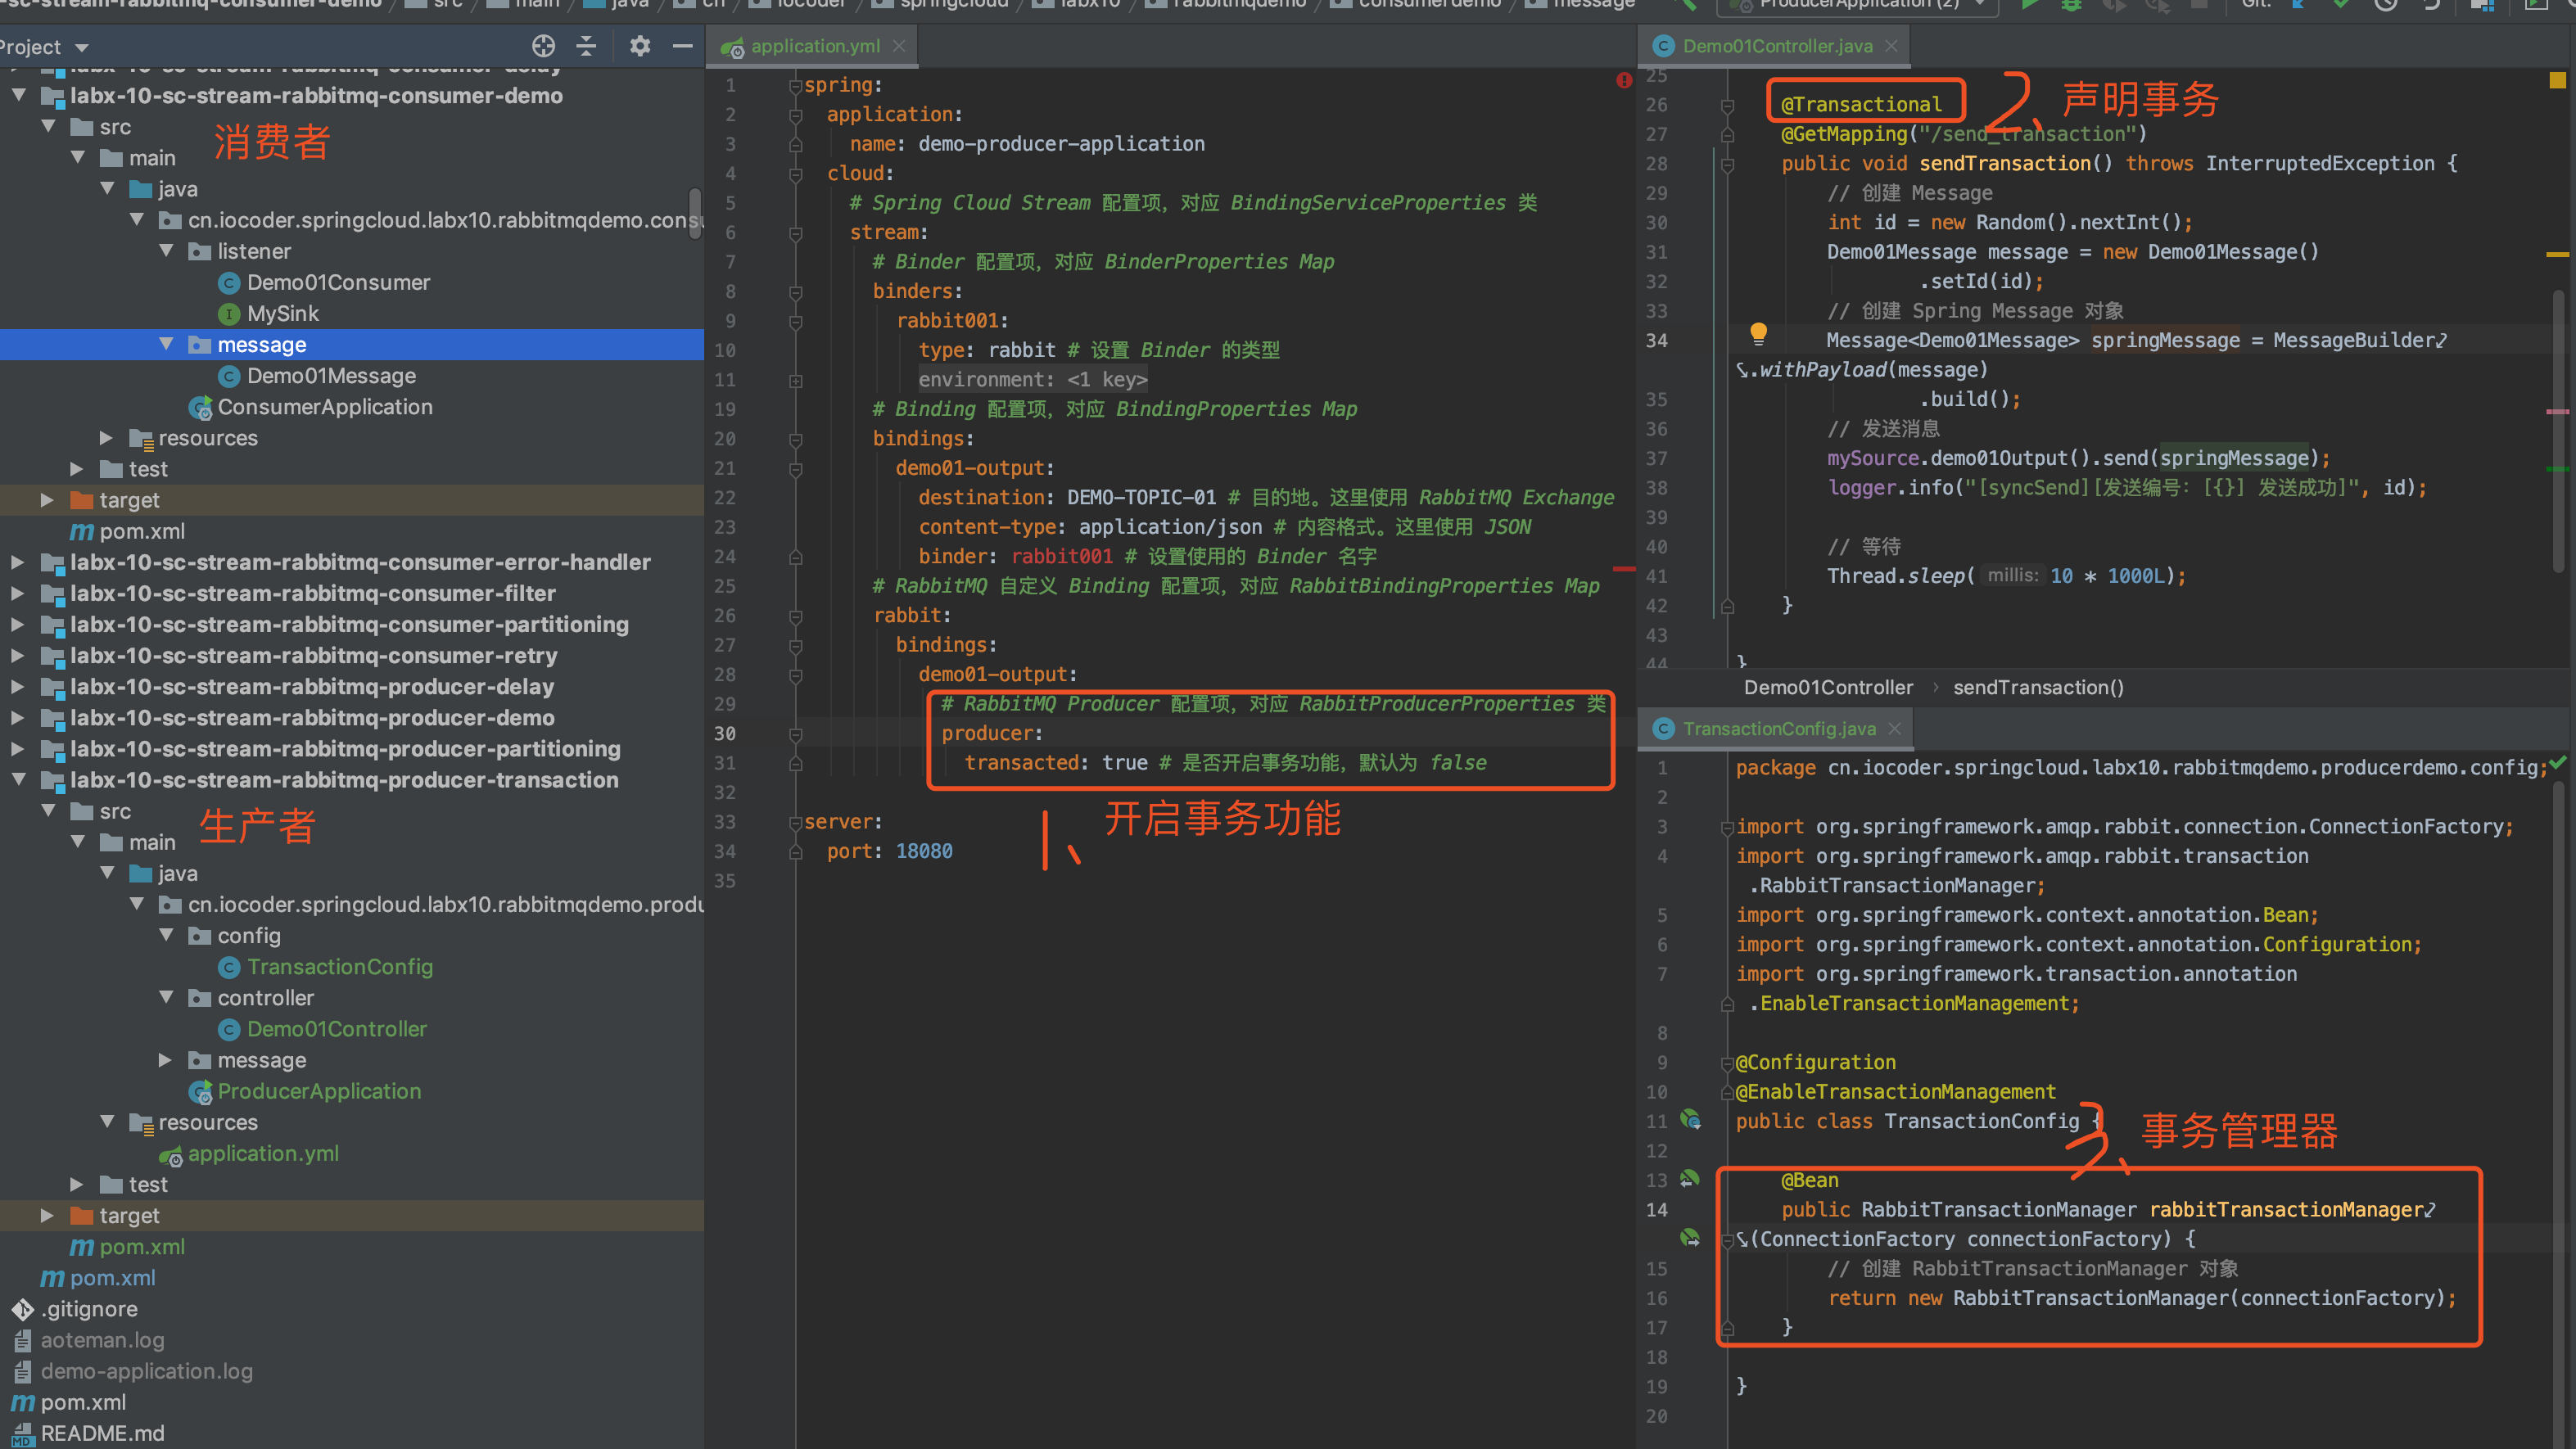 -sc-stream-rabbitmq-consumer-demo / src / main / java / cn / iocoder / springcloud / labx10 / rabbitmqdemo / consumerdemo / message
ProducerApplication (2)
Git:
Project
labx-10-sc-stream-rabbitmq-consumer-delay
labx-10-sc-stream-rabbitmq-consumer-demo
src
消费者
main
java
cn.iocoder.springcloud.labx10.rabbitmqdemo.consu
listener
Demo01Consumer
MySink
message
Demo01Message
ConsumerApplication
resources
test
target
pom.xml
labx-10-sc-stream-rabbitmq-consumer-error-handler
labx-10-sc-stream-rabbitmq-consumer-filter
labx-10-sc-stream-rabbitmq-consumer-partitioning
labx-10-sc-stream-rabbitmq-consumer-retry
labx-10-sc-stream-rabbitmq-producer-delay
labx-10-sc-stream-rabbitmq-producer-demo
labx-10-sc-stream-rabbitmq-producer-partitioning
labx-10-sc-stream-rabbitmq-producer-transaction
src
生产者
main
java
cn.iocoder.springcloud.labx10.rabbitmqdemo.produ
config
TransactionConfig
controller
Demo01Controller
message
ProducerApplication
resources
application.yml
test
target
pom.xml
pom.xml
.gitignore
aoteman.log
demo-application.log
pom.xml
README.md
application.yml
1 spring:
2 application:
3 name: demo-producer-application
4 cloud:
5 # Spring Cloud Stream 配置项，对应 BindingServiceProperties 类
6 stream:
7 # Binder 配置项，对应 BinderProperties Map
8 binders:
9 rabbit001:
10 type: rabbit # 设置 Binder 的类型
11 environment: <1 key>
19 # Binding 配置项，对应 BindingProperties Map
20 bindings:
21 demo01-output:
22 destination: DEMO-TOPIC-01 # 目的地。这里使用 RabbitMQ Exchange
23 content-type: application/json # 内容格式。这里使用 JSON
24 binder: rabbit001 # 设置使用的 Binder 名字
25 # RabbitMQ 自定义 Binding 配置项，对应 RabbitBindingProperties Map
26 rabbit:
27 bindings:
28 demo01-output:
29 # RabbitMQ Producer 配置项，对应 RabbitProducerProperties 类
30 producer:
31 transacted: true # 是否开启事务功能，默认为 false
32
33 server:
34 port: 18080
35
1、开启事务功能
Demo01Controller.java
25
26 @Transactional
2、声明事务
27 @GetMapping("/send_transaction")
28 public void sendTransaction() throws InterruptedException {
29 // 创建 Message
30 int id = new Random().nextInt();
31 Demo01Message message = new Demo01Message()
32 .setId(id);
33 // 创建 Spring Message 对象
34 Message<Demo01Message> springMessage = MessageBuilder
.withPayload(message)
35 .build();
36 // 发送消息
37 mySource.demo01Output().send(springMessage);
38 logger.info("[syncSend][发送编号：[{}] 发送成功]", id);
39
40 // 等待
41 Thread.sleep( millis: 10 * 1000L);
42 }
43
44 }
Demo01Controller › sendTransaction()
TransactionConfig.java
1 package cn.iocoder.springcloud.labx10.rabbitmqdemo.producerdemo.config;
2
3 import org.springframework.amqp.rabbit.connection.ConnectionFactory;
4 import org.springframework.amqp.rabbit.transaction
.RabbitTransactionManager;
5 import org.springframework.context.annotation.Bean;
6 import org.springframework.context.annotation.Configuration;
7 import org.springframework.transaction.annotation
.EnableTransactionManagement;
8
9 @Configuration
10 @EnableTransactionManagement
11 public class TransactionConfig {
3、事务管理器
12
13 @Bean
14 public RabbitTransactionManager rabbitTransactionManager
(ConnectionFactory connectionFactory) {
15 // 创建 RabbitTransactionManager 对象
16 return new RabbitTransactionManager(connectionFactory);
17 }
18
19 }
20